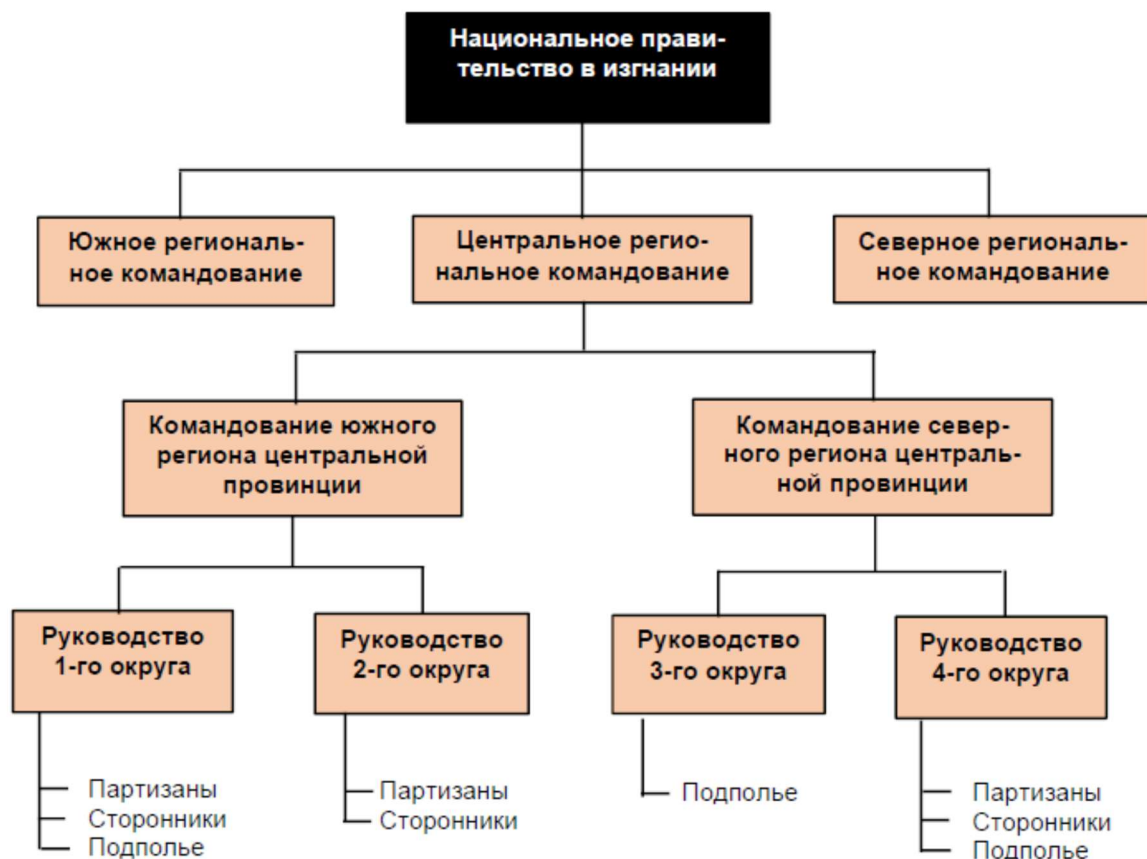 Национальное прави-
тельство в изгнании
Южное региональ-
ное командование
Центральное регио-
нальное командование
Северное региональ-
ное командование
Командование южного
региона центральной
провинции
Командование север-
ного региона централь-
ной провинции
Руководство
1-го округа
Руководство
2-го округа
Руководство
3-го округа
Руководство
4-го округа
Партизаны
Сторонники
Подполье
Партизаны
Сторонники
Подполье
Партизаны
Сторонники
Подполье